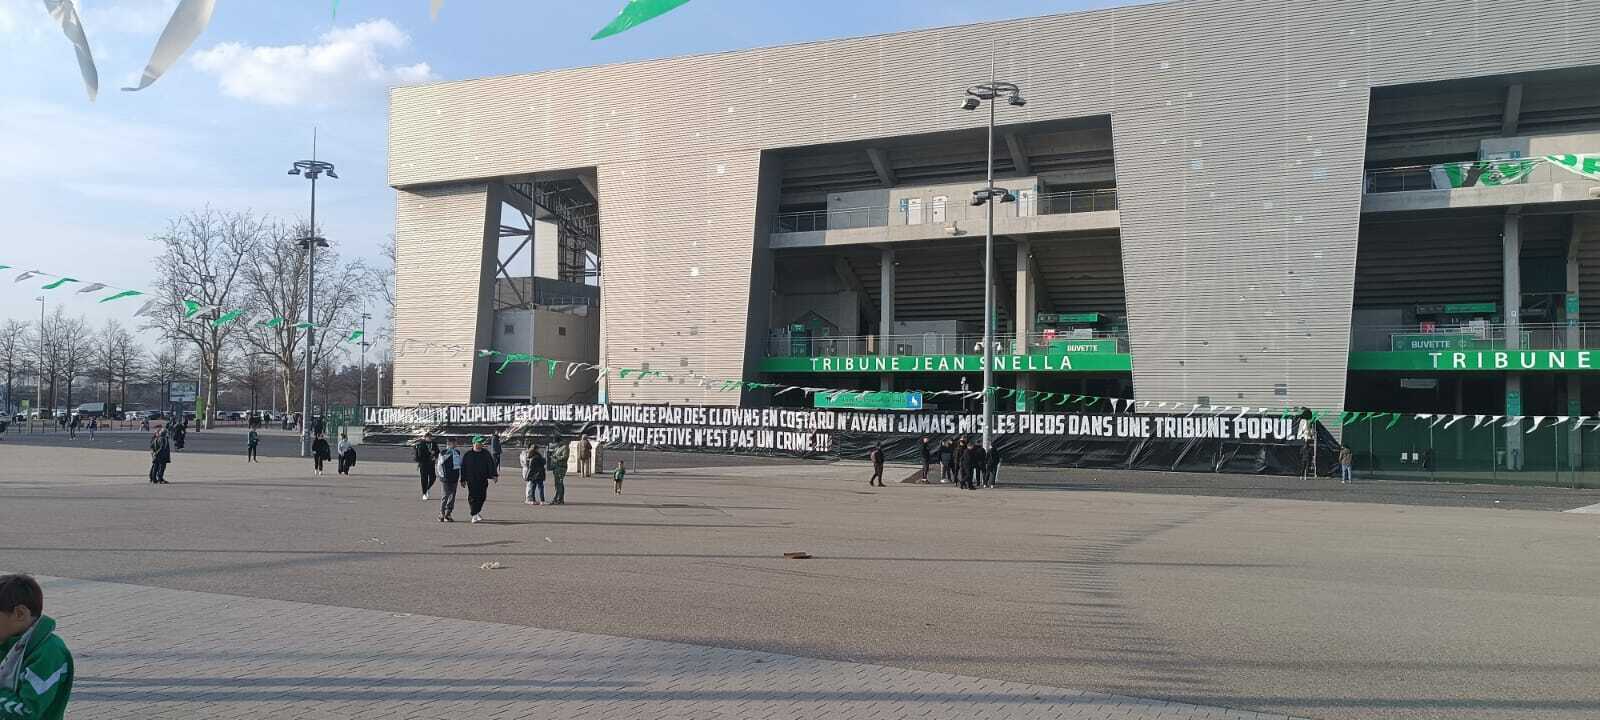 BUVETTE
BUVETTE
TRIBUNE JEAN SNELLA
TRIBUNE
LA COMMISSION DE DISCIPLINE N'EST QU'UNE MAFIA DIRIGEE PAR DES CLOWNS EN COSTARD N'AYANT JAMAIS MIS LES PIEDS DANS UNE TRIBUNE POPULA
LA PYRO FESTIVE N'EST PAS UN CRIME !!!